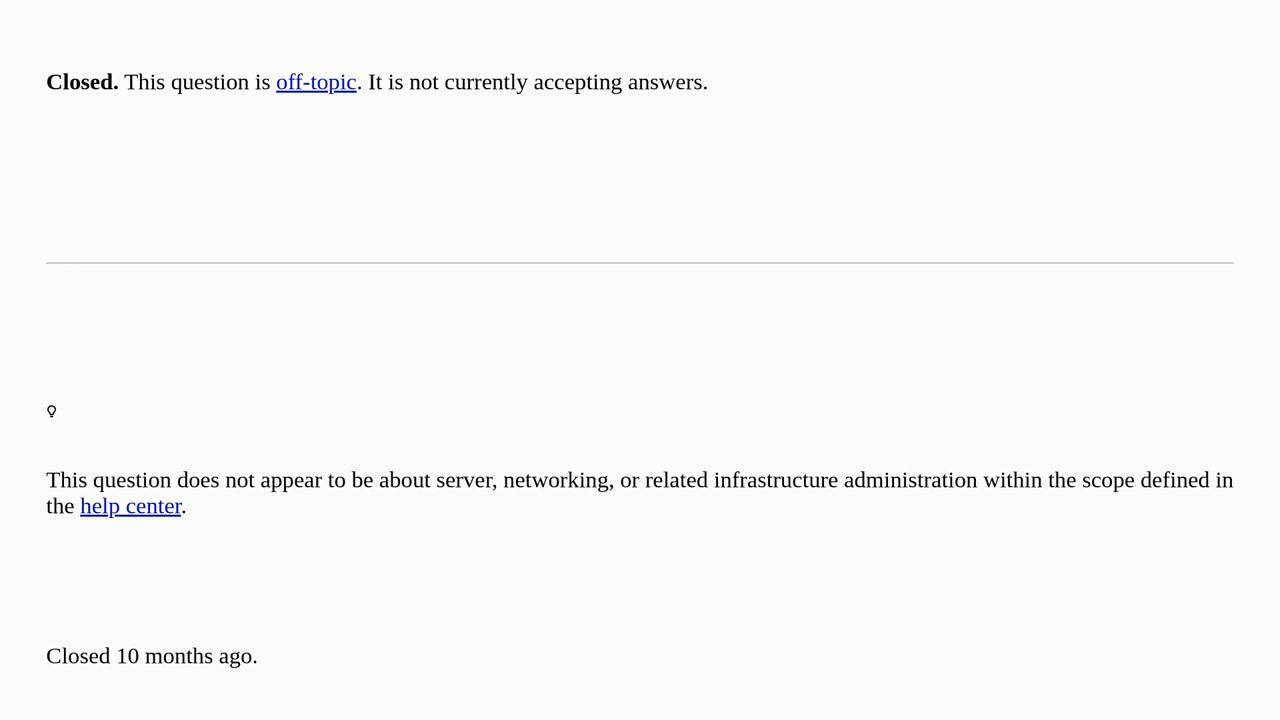 Closed. This question is off-topic. It is not currently accepting answers.
This question does not appear to be about server, networking, or related infrastructure administration within the scope defined in
the help center.
Closed 10 months ago.